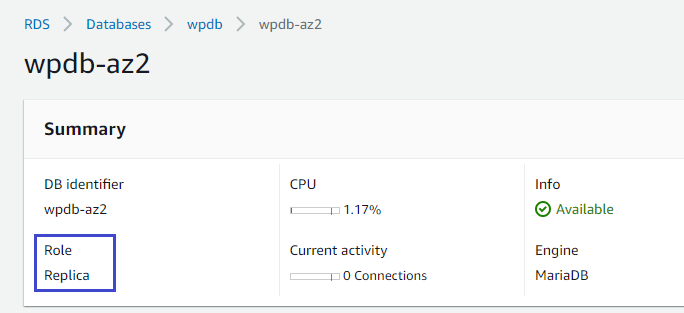 RDS > Databases > wpdb > wpdb-az2
wpdb-az2
Summary
DB identifier
wpdb-az2
CPU
1.17%
Info
Available
Role
Replica
Current activity
0 Connections
Engine
MariaDB